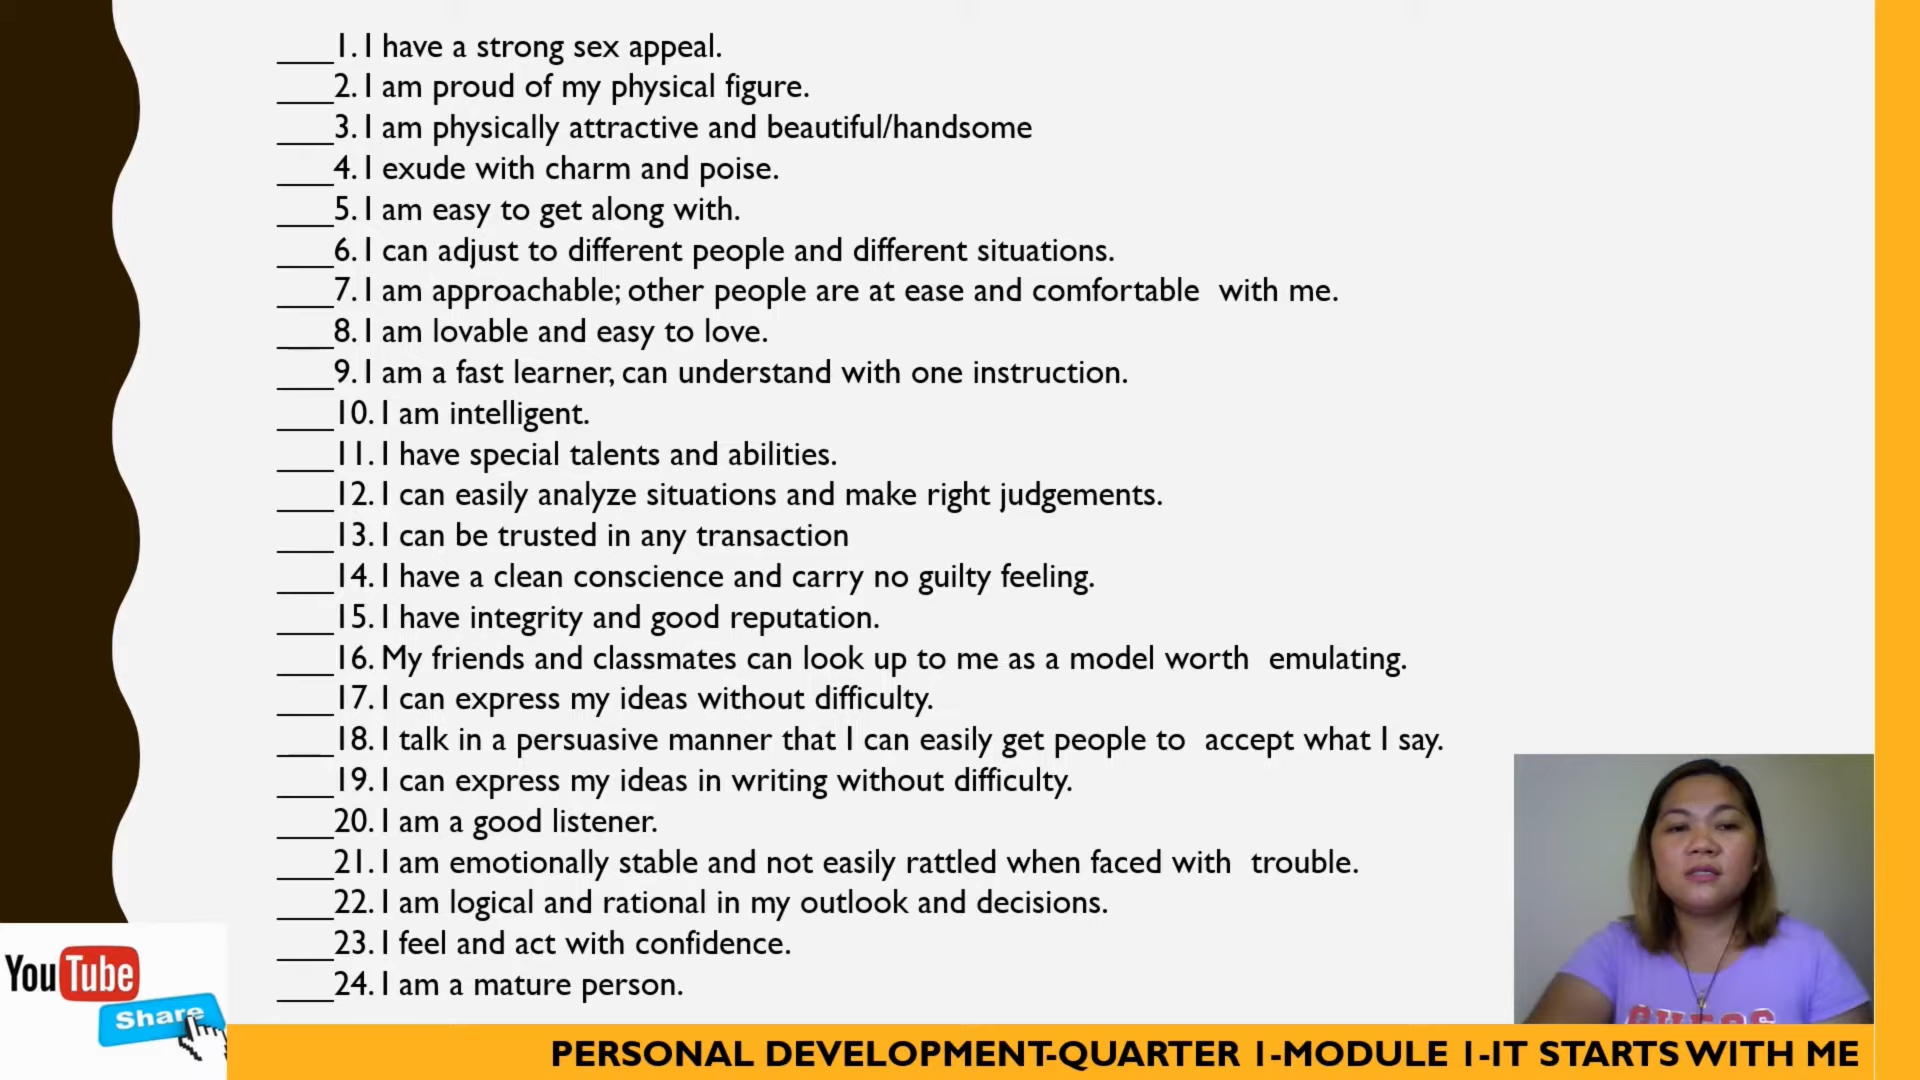 ____1. I have a strong sex appeal.
____2. I am proud of my physical figure.
____3. I am physically attractive and beautiful/handsome
____4. I exude with charm and poise.
____5. I am easy to get along with.
____6. I can adjust to different people and different situations.
____7. I am approachable; other people are at ease and comfortable with me.
____8. I am lovable and easy to love.
____9. I am a fast learner, can understand with one instruction.
____10. I am intelligent.
____11. I have special talents and abilities.
____12. I can easily analyze situations and make right judgements.
____13. I can be trusted in any transaction
____14. I have a clean conscience and carry no guilty feeling.
____15. I have integrity and good reputation.
____16. My friends and classmates can look up to me as a model worth emulating.
____17. I can express my ideas without difficulty.
____18. I talk in a persuasive manner that I can easily get people to accept what I say.
____19. I can express my ideas in writing without difficulty.
____20. I am a good listener.
____21. I am emotionally stable and not easily rattled when faced with trouble.
____22. I am logical and rational in my outlook and decisions.
____23. I feel and act with confidence.
____24. I am a mature person.
YouTube
Share
PERSONAL DEVELOPMENT-QUARTER 1-MODULE 1-IT STARTS WITH ME